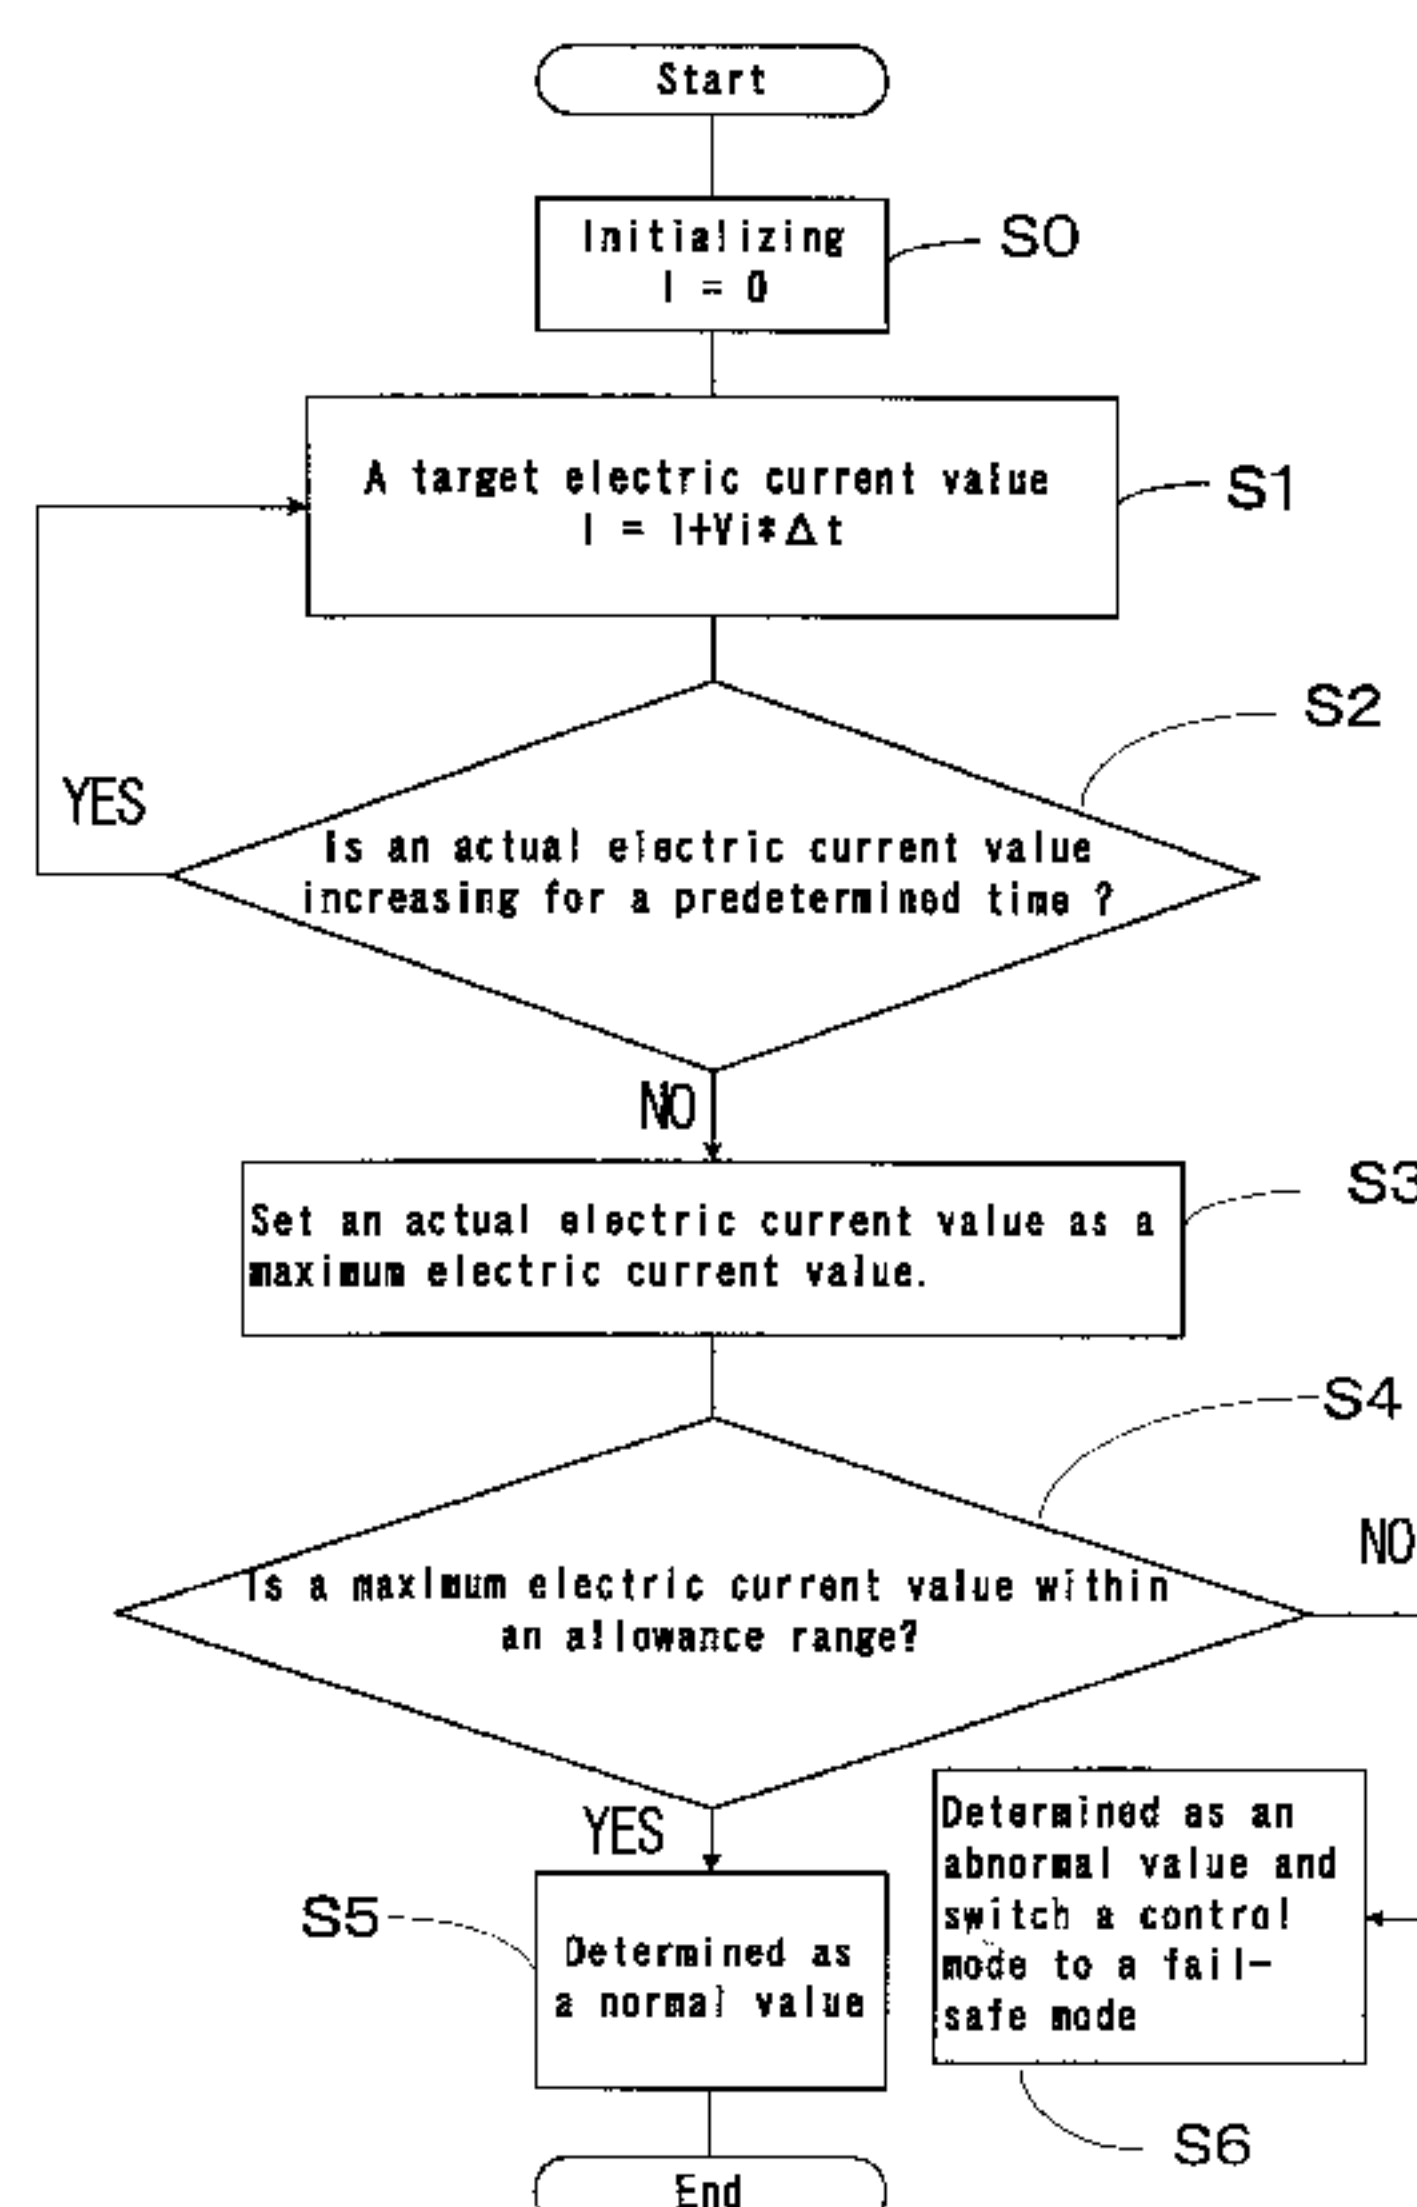 Start
Initializing
I = 0
S0
A target electric current value
I = I+Vi*Δt
S1
S2
YES
Is an actual electric current value
increasing for a predetermined time ?
NO
Set an actual electric current value as a
maximum electric current value.
S3
S4
NO
Is a maximum electric current value within
an allowance range?
YES
S5
Determined as
a normal value
Determined as an
abnormal value and
switch a control
mode to a fail-
safe mode
S6
End